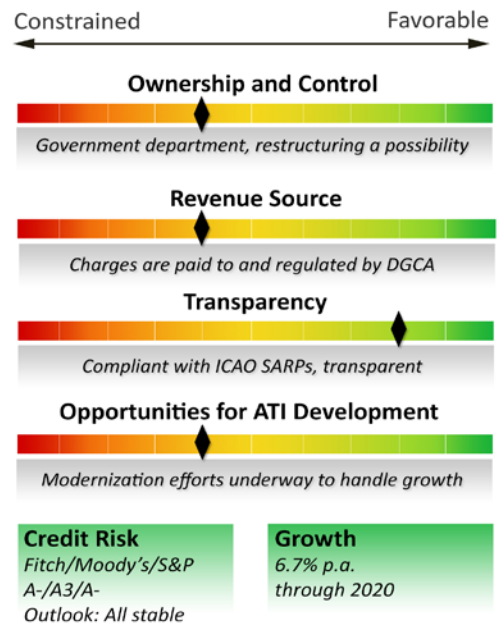 Constrained Favorable
Ownership and Control
Government department, restructuring a possibility
Revenue Source
Charges are paid to and regulated by DGCA
Transparency
Compliant with ICAO SARPs, transparent
Opportunities for ATI Development
Modernization efforts underway to handle growth
Credit Risk
Fitch/Moody's/S&P
A-/A3/A-
Outlook: All stable
Growth
6.7% p.a.
through 2020